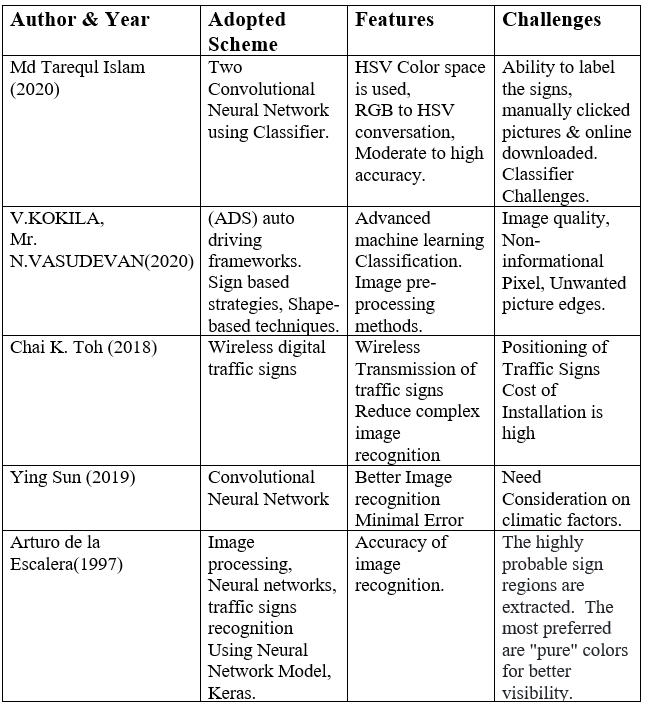 Author & Year
Adopted
Scheme
Features
Challenges
Md Tarequl Islam
(2020)
Two
Convolutional
Neural Network
using Classifier.
HSV Color space
is used,
RGB to HSV
conversation,
Moderate to high
accuracy.
Ability to label
the signs,
manually clicked
pictures & online
downloaded.
Classifier
Challenges.
V.KOKILA,
Mr.
N.VASUDEVAN(2020)
(ADS) auto
driving
frameworks.
Sign based
strategies, Shape-
based techniques.
Advanced
machine learning
Classification.
Image pre-
processing
methods.
Image quality,
Non-
informational
Pixel, Unwanted
picture edges.
Chai K. Toh (2018)
Wireless digital
traffic signs
Wireless
Transmission of
traffic signs
Reduce complex
image
recognition
Positioning of
Traffic Signs
Cost of
Installation is
high
Ying Sun (2019)
Convolutional
Neural Network
Better Image
recognition
Minimal Error
Need
Consideration on
climatic factors.
Arturo de la
Escalera(1997)
Image
processing,
Neural networks,
traffic signs
recognition
Using Neural
Network Model,
Keras.
Accuracy of
image
recognition.
The highly
probable sign
regions are
extracted. The
most preferred
are "pure" colors
for better
visibility.